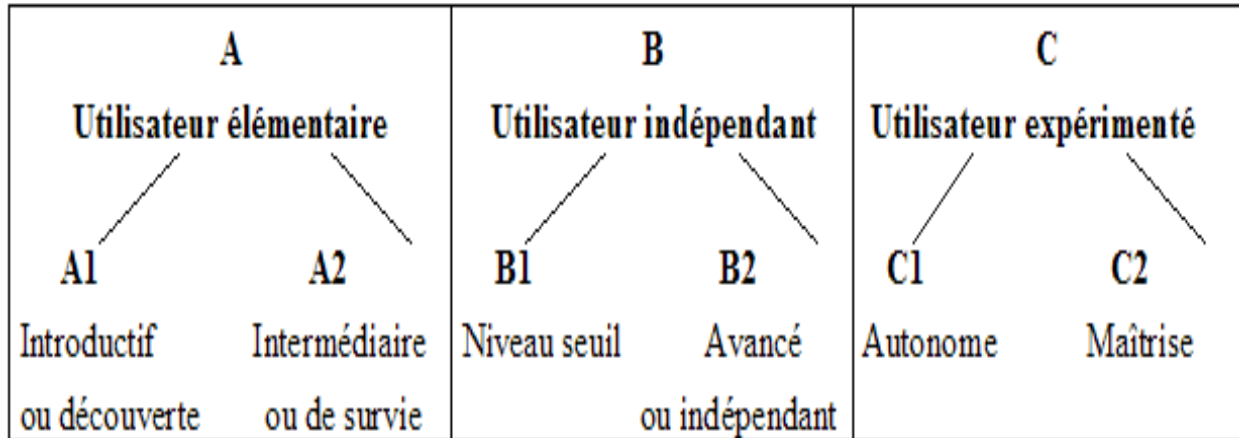 A
Utilisateur élémentaire
A1 A2
Introductif Intermédiaire
ou découverte ou de survie
B
Utilisateur indépendant
B1 B2
Niveau seuil Avancé
ou indépendant
C
Utilisateur expérimenté
C1 C2
Autonome Maîtrise